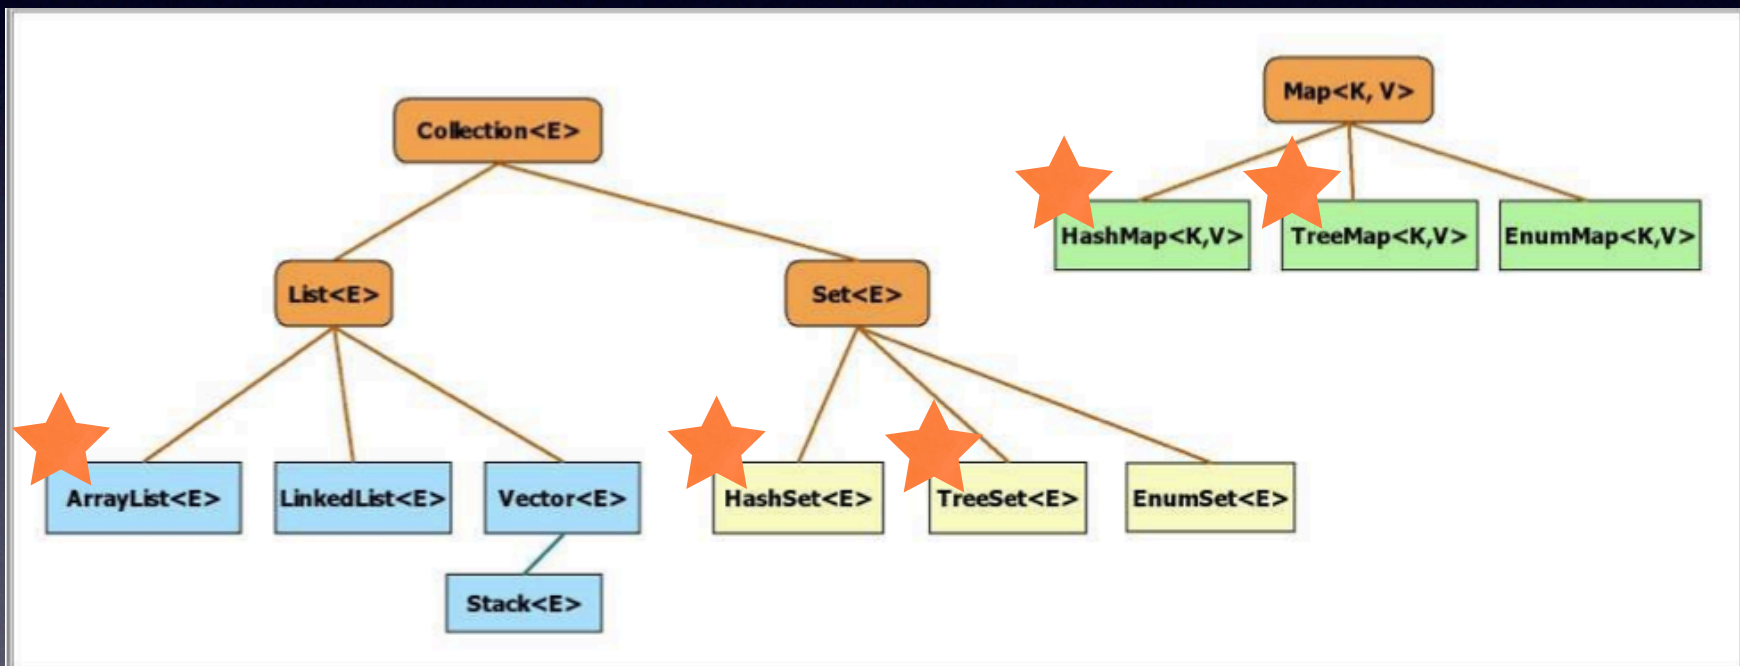 Map<K, V>
Collection<E>
HashMap<K,V>
TreeMap<K,V>
EnumMap<K,V>
List<E>
Set<E>
ArrayList<E>
LinkedList<E>
Vector<E>
HashSet<E>
TreeSet<E>
EnumSet<E>
Stack<E>